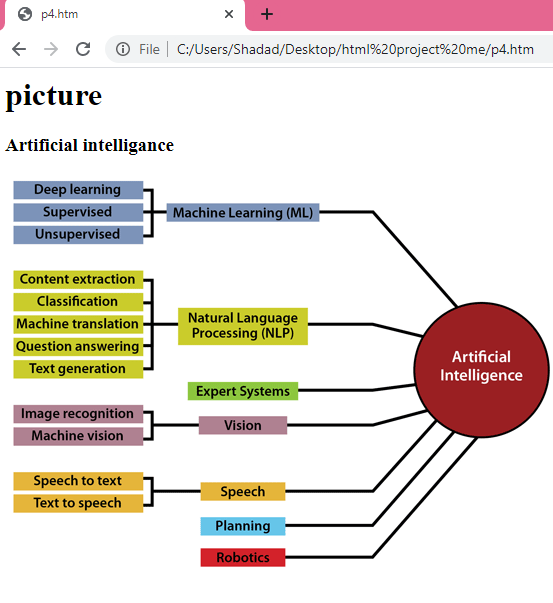 p4.htm
File | C:/Users/Shadad/Desktop/html%20project%20me/p4.htm
picture
Artificial intelligance
Deep learning
Supervised
Unsupervised
Machine Learning (ML)
Content extraction
Classification
Machine translation
Question answering
Text generation
Natural Language
Processing (NLP)
Expert Systems
Image recognition
Machine vision
Vision
Speech to text
Text to speech
Speech
Planning
Robotics
Artificial
Intelligence